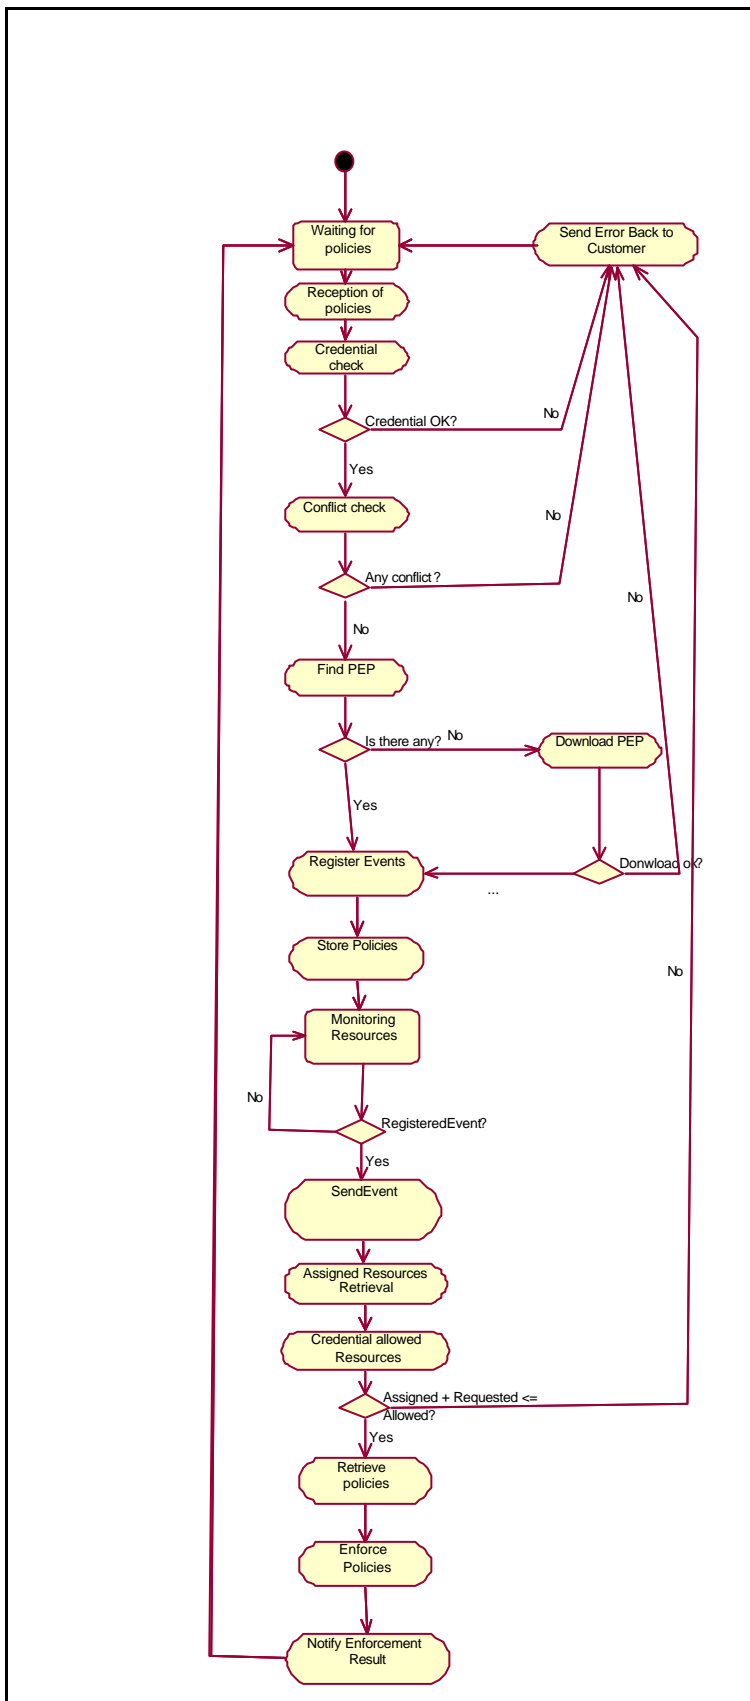 Waiting for
policies
Send Error Back to
Customer
Reception of
policies
Credential
check
No
Credential OK?
Yes
Conflict check
No
Any conflict ?
No
No
Find PEP
Is there any?
No
Download PEP
Yes
Register Events
Donwload ok?
...
Store Policies
No
Monitoring
Resources
No
RegisteredEvent?
Yes
SendEvent
Assigned Resources
Retrieval
Credential allowed
Resources
Assigned + Requested <=
Allowed?
Yes
Retrieve
policies
Enforce
Policies
Notify Enforcement
Result